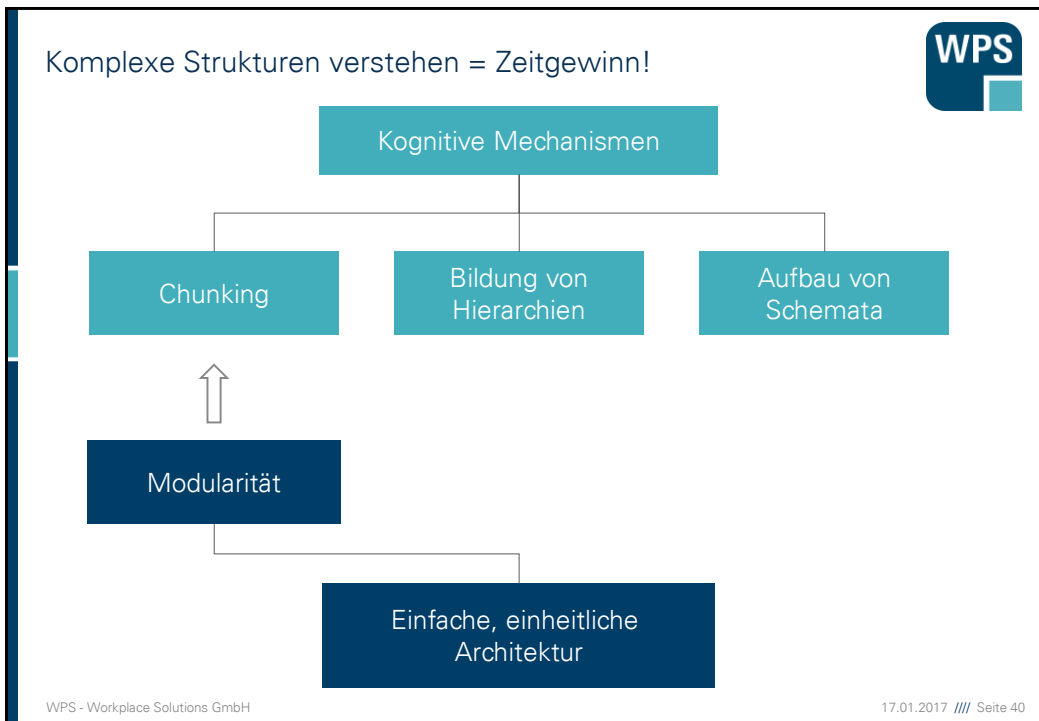 Komplexe Strukturen verstehen = Zeitgewinn!
WPS
Kognitive Mechanismen
Chunking
Bildung von
Hierarchien
Aufbau von
Schemata
Modularität
Einfache, einheitliche
Architektur
WPS - Workplace Solutions GmbH
17.01.2017 //// Seite 40